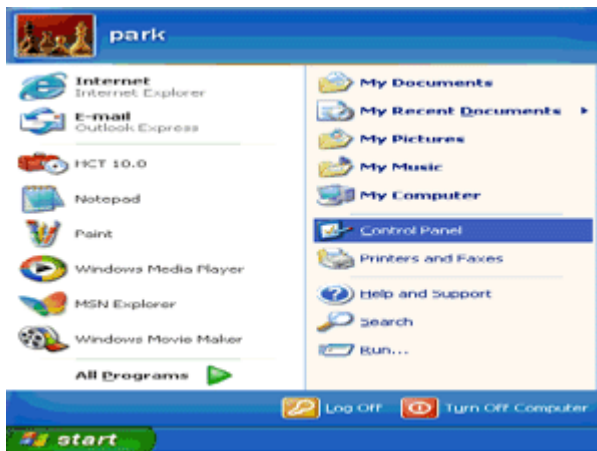 park
Internet
Internet Explorer
E-mail
Outlook Express
HCT 10.0
Notepad
Paint
Windows Media Player
MSN Explorer
Windows Movie Maker
All Programs
My Documents
My Recent Documents
My Pictures
My Music
My Computer
Control Panel
Printers and Faxes
Help and Support
Search
Run...
Log Off
Turn Off Computer
start